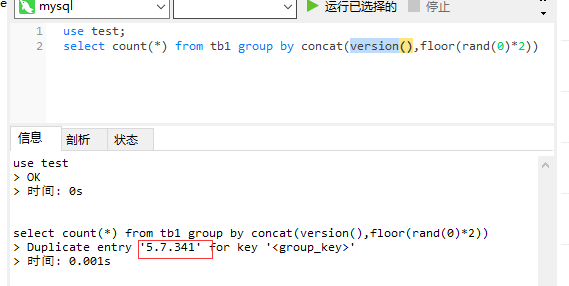 mysql 运行已选择的 停止
1 use test;
2 select count(*) from tb1 group by concat(version(),floor(rand(0)*2))
信息 剖析 状态
use test
> OK
> 时间: 0s
select count(*) from tb1 group by concat(version(),floor(rand(0)*2))
> Duplicate entry '5.7.341' for key '<group_key>'
> 时间: 0.001s